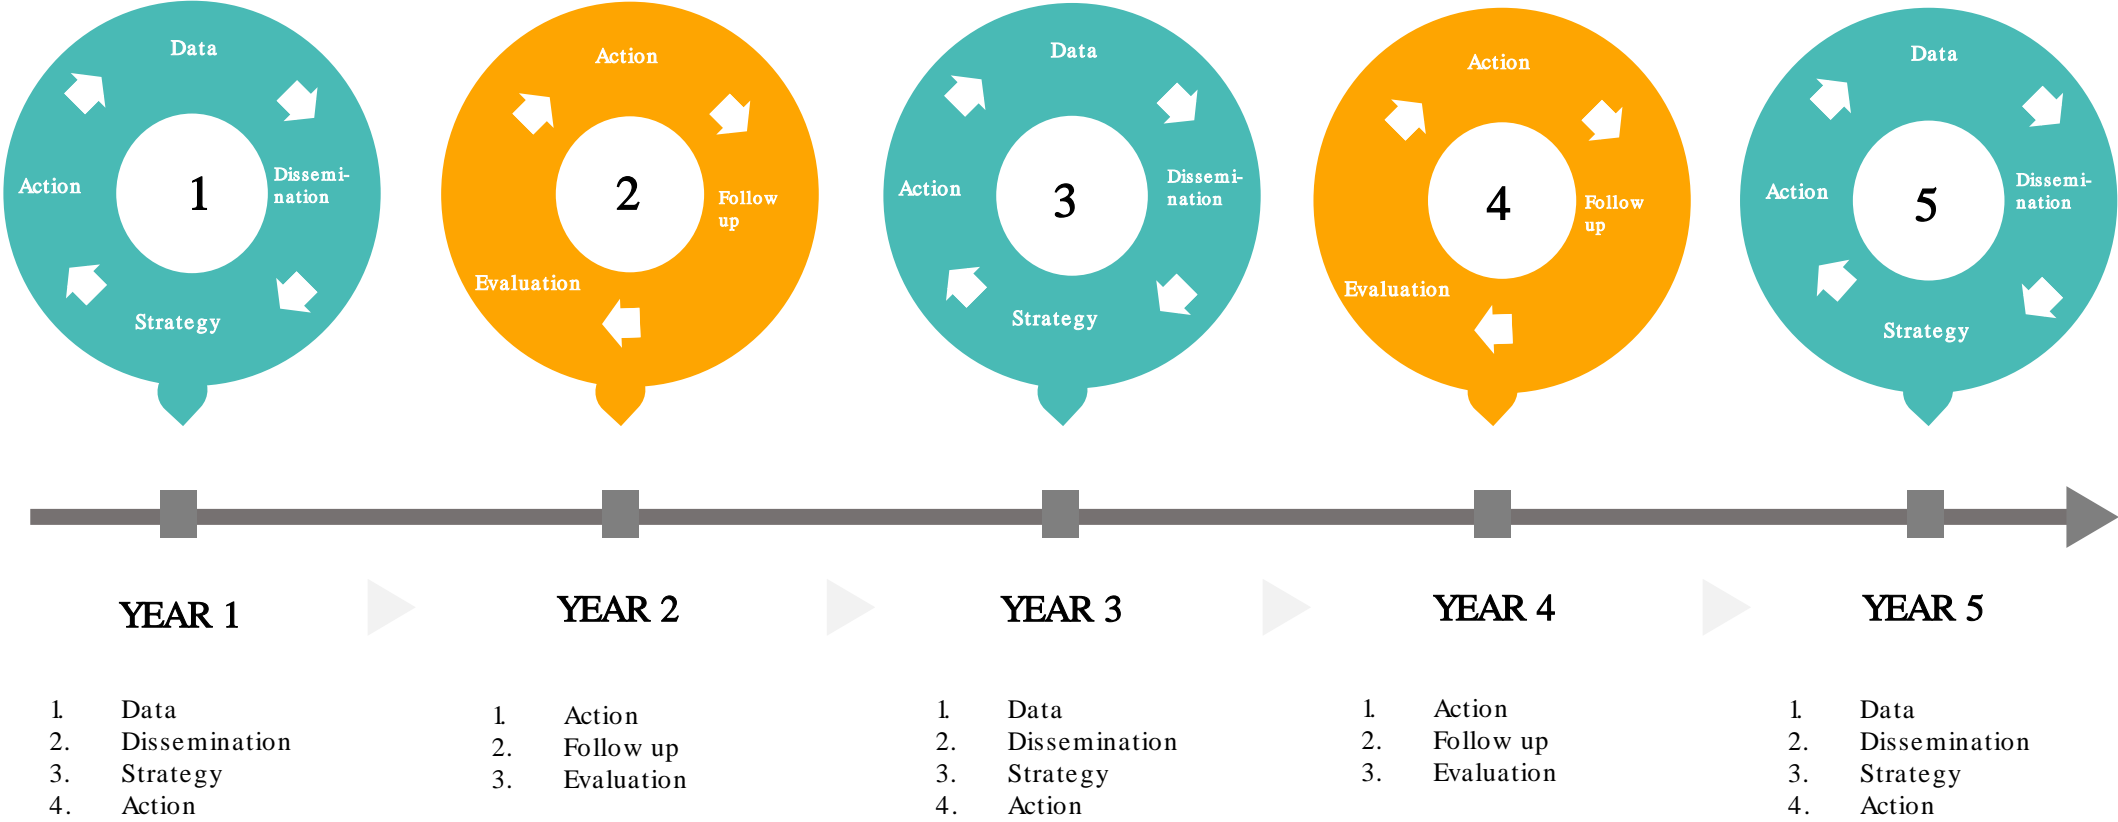 Data
Dissemi-
nation
Strategy
Action
1
Action
Follow
up
Evaluation
2
Data
Dissemi-
nation
Strategy
Action
3
Action
Follow
up
Evaluation
4
Data
Dissemi-
nation
Strategy
Action
5
YEAR 1
1. Data
2. Dissemination
3. Strategy
4. Action
YEAR 2
1. Action
2. Follow up
3. Evaluation
YEAR 3
1. Data
2. Dissemination
3. Strategy
4. Action
YEAR 4
1. Action
2. Follow up
3. Evaluation
YEAR 5
1. Data
2. Dissemination
3. Strategy
4. Action